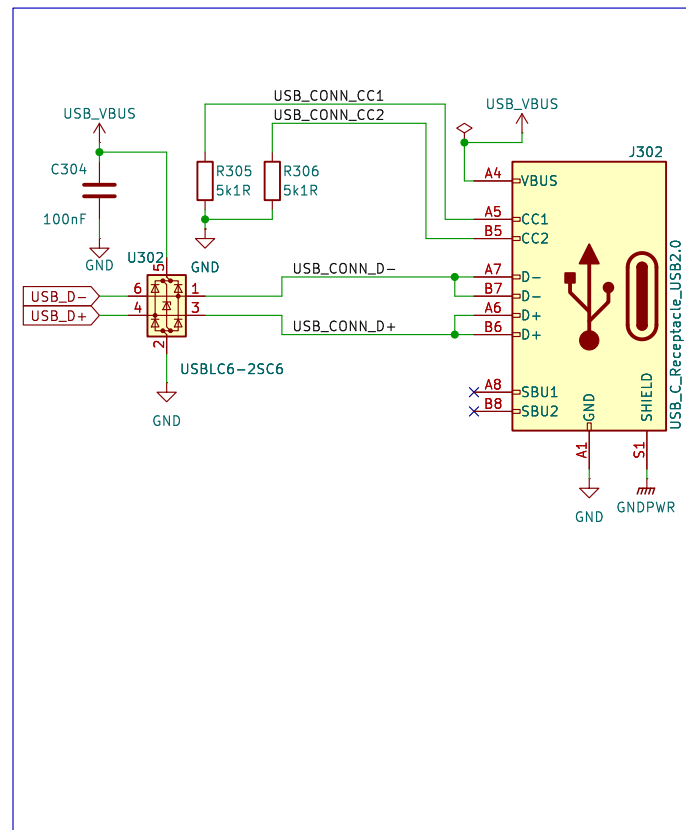 USB_CONN_CC1
USB_CONN_CC2
USB_VBUS
USB_VBUS
J302
C304
100nF
GND
R305
5k1R
R306
5k1R
GND
A4
VBUS
A5
CC1
B5
CC2
U302
5
6
1
4
3
2
USB_D-
USB_D+
USBLC6-2SC6
GND
USB_CONN_D-
USB_CONN_D+
A7
D-
B7
D-
A6
D+
B6
D+
A8
SBU1
B8
SBU2
GND
SHIELD
USB_C_Receptacle_USB2.0
A1
S1
GND
GNDPWR